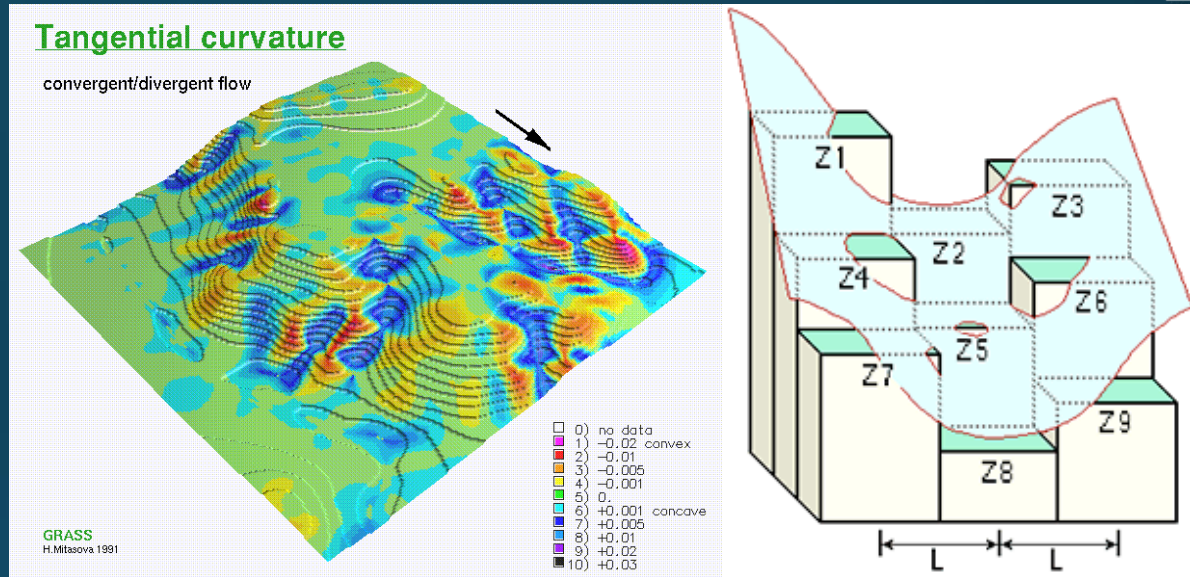 Tangential curvature
convergent/divergent flow
0) no data
1) -0.02 convex
2) -0.01
3) -0.005
4) -0.001
5) 0.
6) +0.001 concave
7) +0.005
8) +0.01
9) +0.02
10) +0.03
GRASS
H.Mitasova 1991
Z1
Z2
Z3
Z4
Z5
Z6
Z7
Z8
Z9
L
L